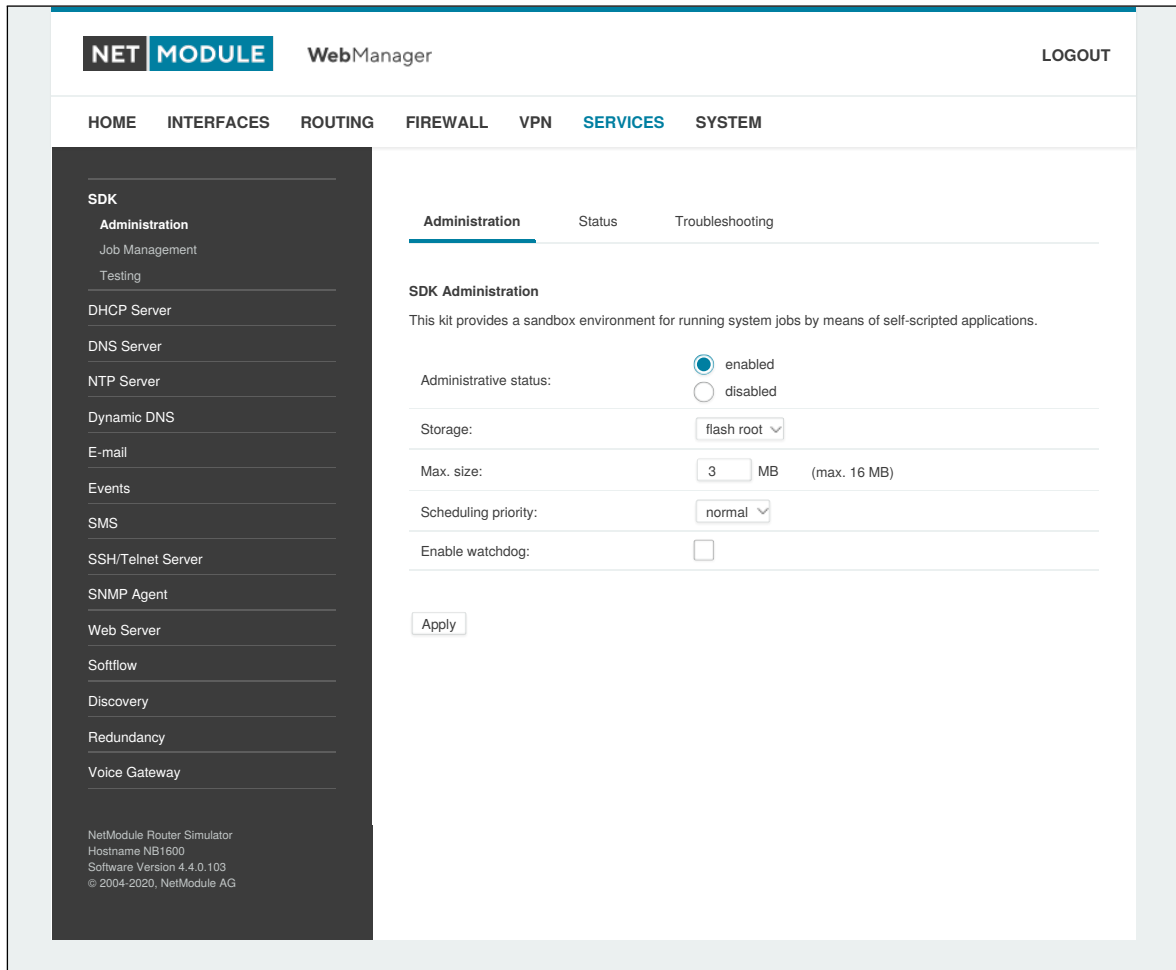 NET MODULE WebManager LOGOUT
HOME INTERFACES ROUTING FIREWALL VPN SERVICES SYSTEM
SDK
Administration
Job Management
Testing
DHCP Server
DNS Server
NTP Server
Dynamic DNS
E-mail
Events
SMS
SSH/Telnet Server
SNMP Agent
Web Server
Softflow
Discovery
Redundancy
Voice Gateway
NetModule Router Simulator
Hostname NB1600
Software Version 4.4.0.103
© 2004-2020, NetModule AG
Administration Status Troubleshooting
SDK Administration
This kit provides a sandbox environment for running system jobs by means of self-scripted applications.
Administrative status:
enabled
disabled
Storage: flash root
Max. size: 3 MB (max. 16 MB)
Scheduling priority: normal
Enable watchdog:
Apply